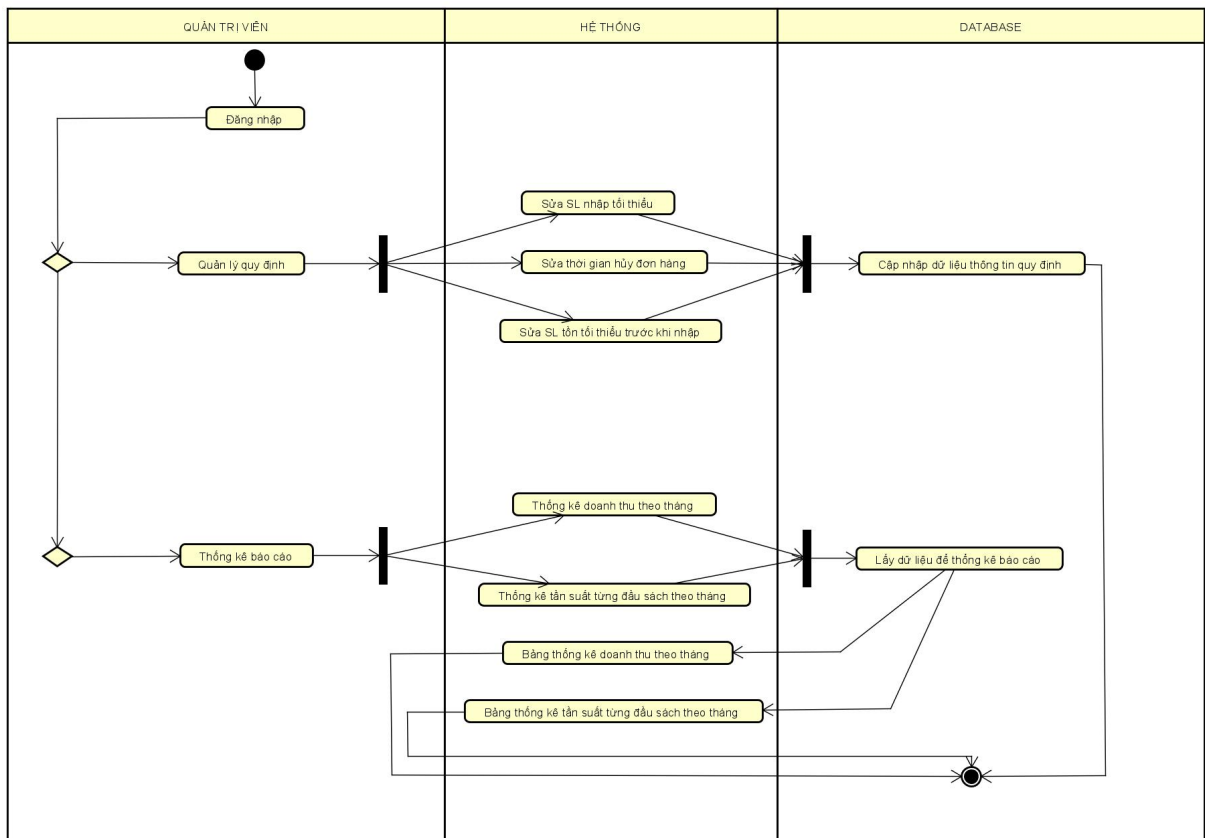 QUẢN TRỊ VIÊN
HỆ THỐNG
DATABASE
Đăng nhập
Sửa SL nhập tối thiểu
Quản lý quy định
Sửa thời gian hủy đơn hàng
Cập nhập dữ liệu thông tin quy định
Sửa SL tồn tối thiểu trước khi nhập
Thống kê doanh thu theo tháng
Thống kê báo cáo
Lấy dữ liệu để thống kê báo cáo
Thống kê tần suất từng đầu sách theo tháng
Bảng thống kê doanh thu theo tháng
Bảng thống kê tần suất từng đầu sách theo tháng